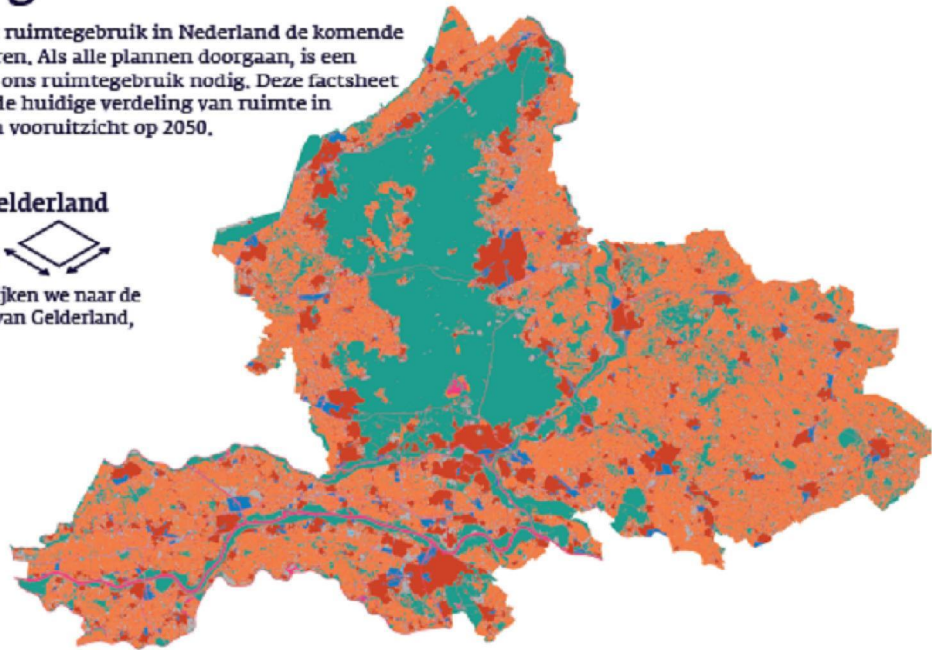 ruimtegebruik in Nederland de komende
ren. Als alle plannen doorgaan, is een
ons ruimtegebruik nodig. Deze factsheet
de huidige verdeling van ruimte in
vooruitzicht op 2050.
elderland
ijken we naar de
van Gelderland,